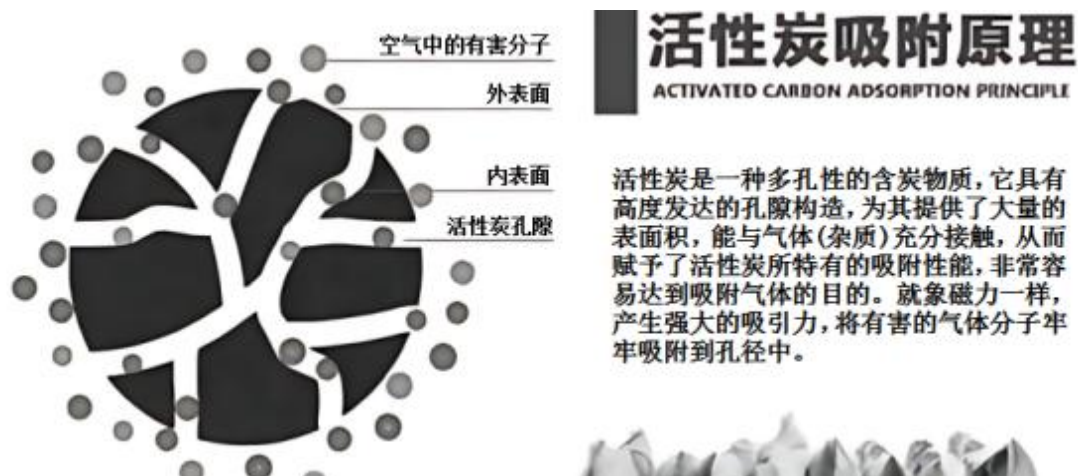 空气中的有害分子
外表面
内表面
活性炭孔隙
活性炭吸附原理
ACTIVATED CARBON ADSORPTION PRINCIPLE
活性炭是一种多孔性的含炭物质，它具有
高度发达的孔隙构造，为其提供了大量的
表面积，能与气体(杂质)充分接触，从而
赋予了活性炭所特有的吸附性能，非常容
易达到吸附气体的目的。就象磁力一样，
产生强大的吸引力，将有害的气体分子牢
牢吸附到孔径中。